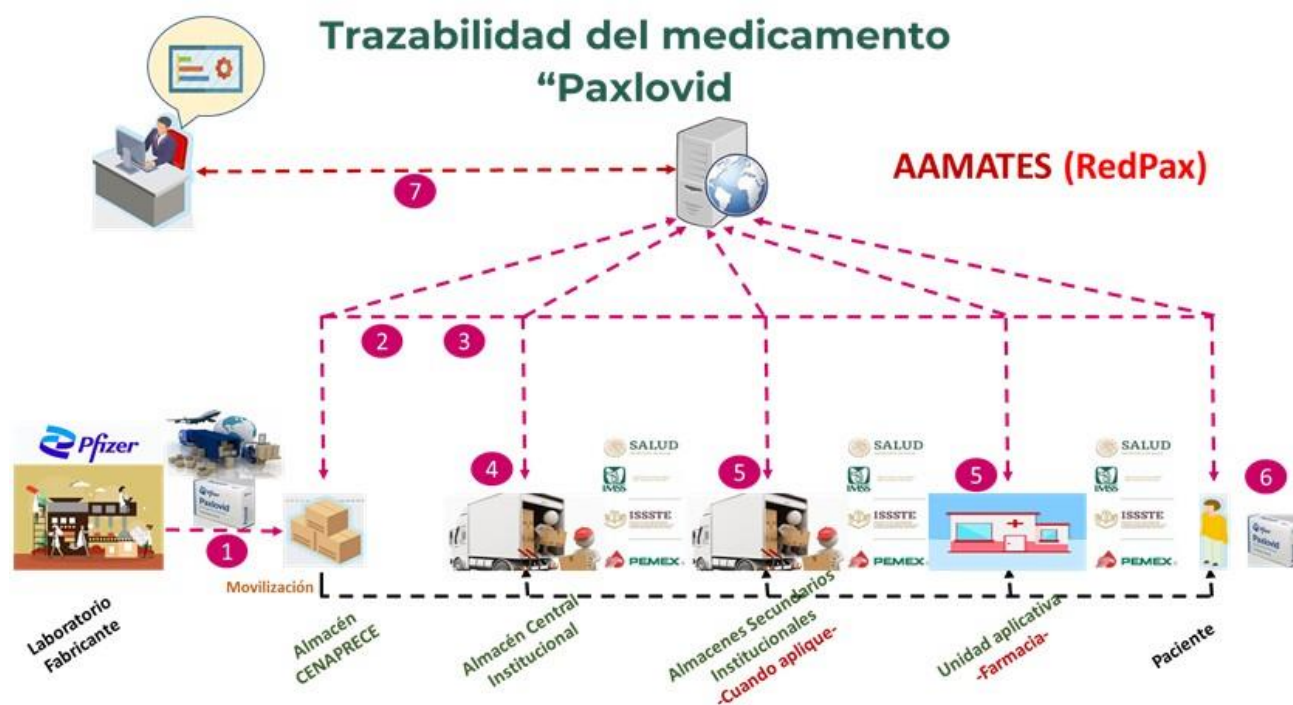 Trazabilidad del medicamento
“Paxlovid
AAMATES (RedPax)
7
2
3
Pfizer
Paxlovid
1
Movilización
4
SALUD
IMSS
ISSSTE
PEMEX
5
SALUD
IMSS
ISSSTE
PEMEX
5
SALUD
IMSS
ISSSTE
PEMEX
6
Paxlovid
Laboratorio
Fabricante
Almacén
CENAPRECE
Almacén Central
Institucional
Almacenes Secundarios
Institucionales
-Cuando aplique-
Unidad aplicativa
-Farmacia-
Paciente